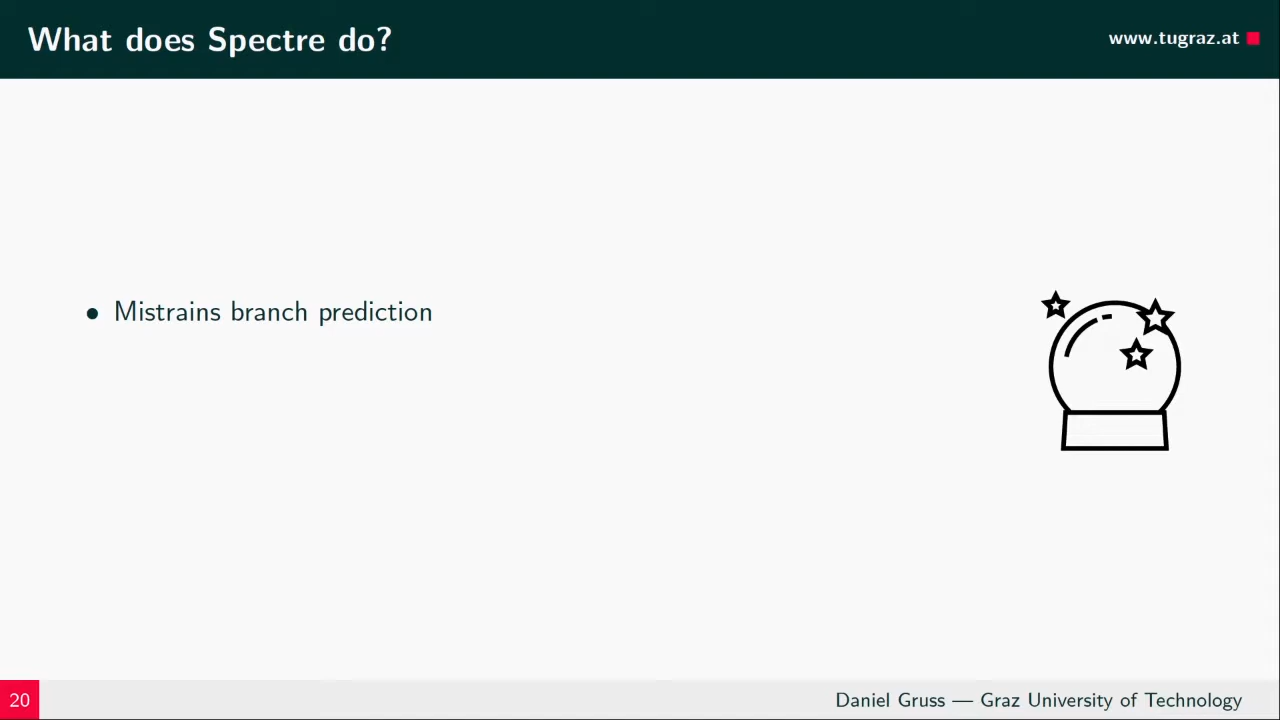 What does Spectre do?
www.tugraz.at
• Mistrains branch prediction
20
Daniel Gruss — Graz University of Technology